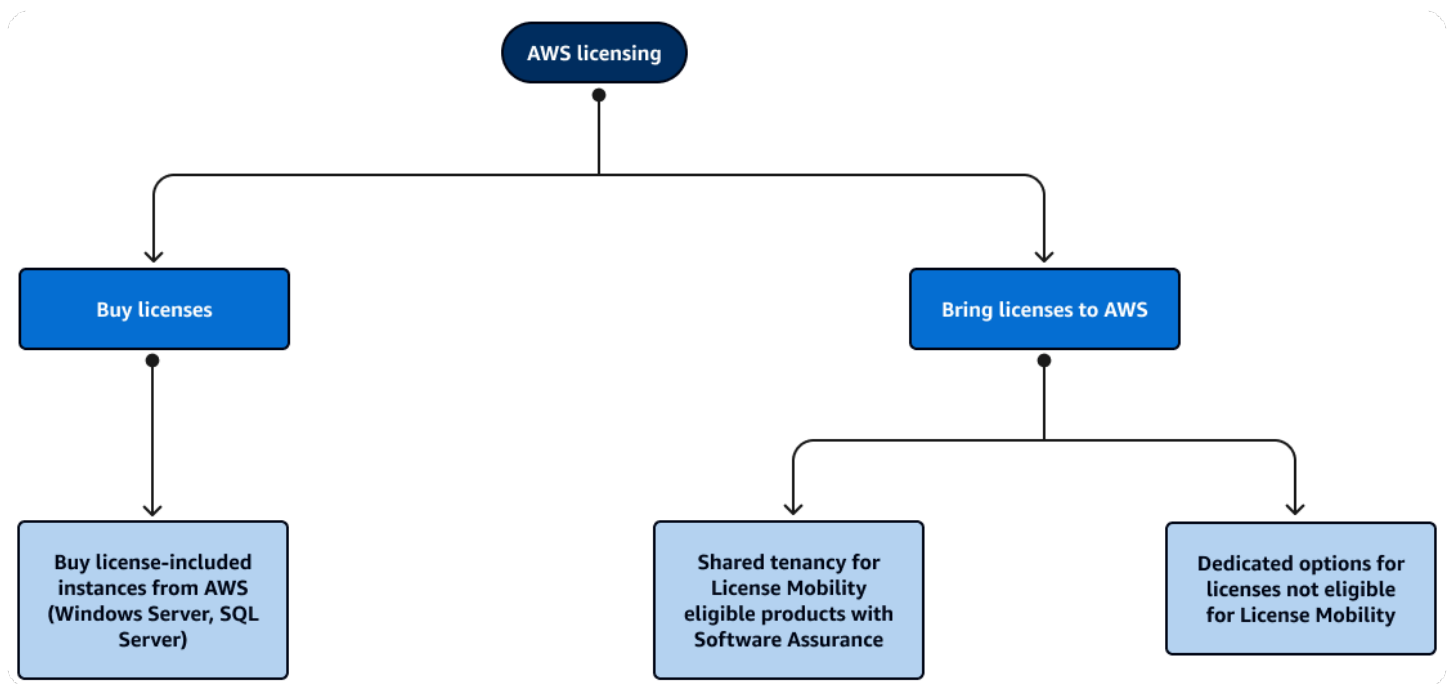 AWS licensing
Buy licenses
Bring licenses to AWS
Buy license-included
instances from AWS
(Windows Server, SQL
Server)
Shared tenancy for
License Mobility
eligible products with
Software Assurance
Dedicated options for
licenses not eligible
for License Mobility